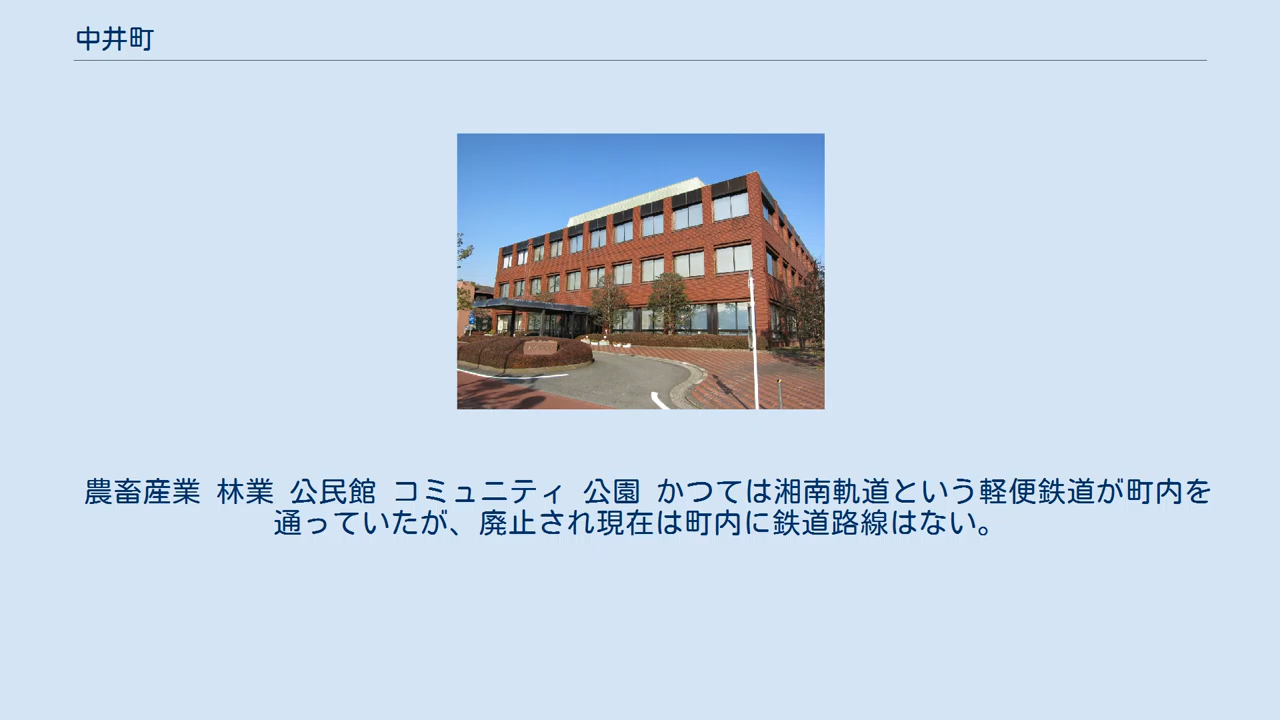 中井町
農畜産業 林業 公民館 コミュニティ 公園 かつては湘南軌道という軽便鉄道が町内を
通っていたが、廃止され現在は町内に鉄道路線はない。